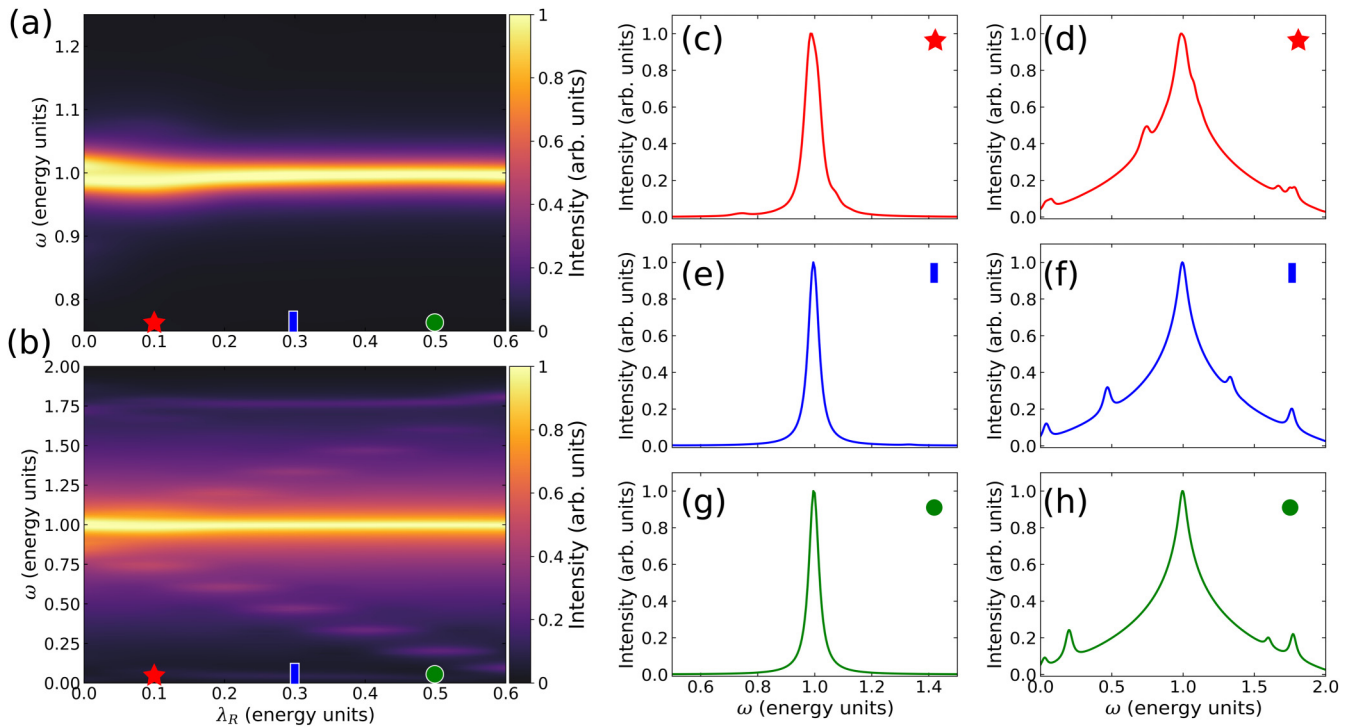 (a)
ω (energy units)
1.2
1.1
1.0
0.9
0.8
0.0 0.1 0.2 0.3 0.4 0.5 0.6
1
0.8
0.6
0.4
0.2
0
Intensity (arb. units)
(b)
ω (energy units)
2.00
1.75
1.50
1.25
1.00
0.75
0.50
0.25
0.00
0.0 0.1 0.2 0.3 0.4 0.5 0.6
λ_R (energy units)
1
0.8
0.6
0.4
0.2
0
Intensity (arb. units)
(c)
Intensity (arb. units)
1.0
0.8
0.6
0.4
0.2
0.0
(d)
Intensity (arb. units)
1.0
0.8
0.6
0.4
0.2
0.0
(e)
Intensity (arb. units)
1.0
0.8
0.6
0.4
0.2
0.0
(f)
Intensity (arb. units)
1.0
0.8
0.6
0.4
0.2
0.0
(g)
Intensity (arb. units)
1.0
0.8
0.6
0.4
0.2
0.0
0.6 0.8 1.0 1.2 1.4
ω (energy units)
(h)
Intensity (arb. units)
1.0
0.8
0.6
0.4
0.2
0.0
0.0 0.5 1.0 1.5 2.0
ω (energy units)